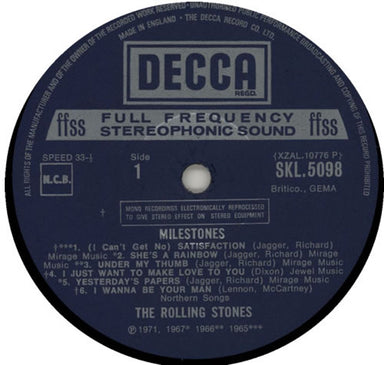 ALL RIGHTS OF THE MANUFACTURER AND OF THE OWNER OF THE RECORDED WORK RESERVED · UNAUTHORISED PUBLIC PERFORMANCE BROADCASTING AND COPYING OF THIS RECORD PROHIBITED
MADE IN ENGLAND · THE DECCA RECORD CO. LTD.
DECCA
REGD.
ffss FULL FREQUENCY ffss
STEREOPHONIC SOUND
SPEED 33-⅓
Side
1
(XZAL.10776 P)
SKL.5098
N.C.B.
Britico., GEMA
† MONO RECORDINGS ELECTRONICALLY REPROCESSED
TO GIVE STEREO EFFECT ON STEREO EQUIPMENT
MILESTONES
†***1. (I Can't Get No) SATISFACTION (Jagger, Richard)
Mirage Music * 2. SHE'S A RAINBOW (Jagger, Richard) Mirage
Music ** 3. UNDER MY THUMB (Jagger, Richard) Mirage Music
†4. I JUST WANT TO MAKE LOVE TO YOU (Dixon) Jewel Music
*5. YESTERDAY'S PAPERS (Jagger, Richard) Mirage Music
†6. I WANNA BE YOUR MAN (Lennon, McCartney)
Northern Songs
THE ROLLING STONES
℗ 1971, 1967* 1966** 1965***